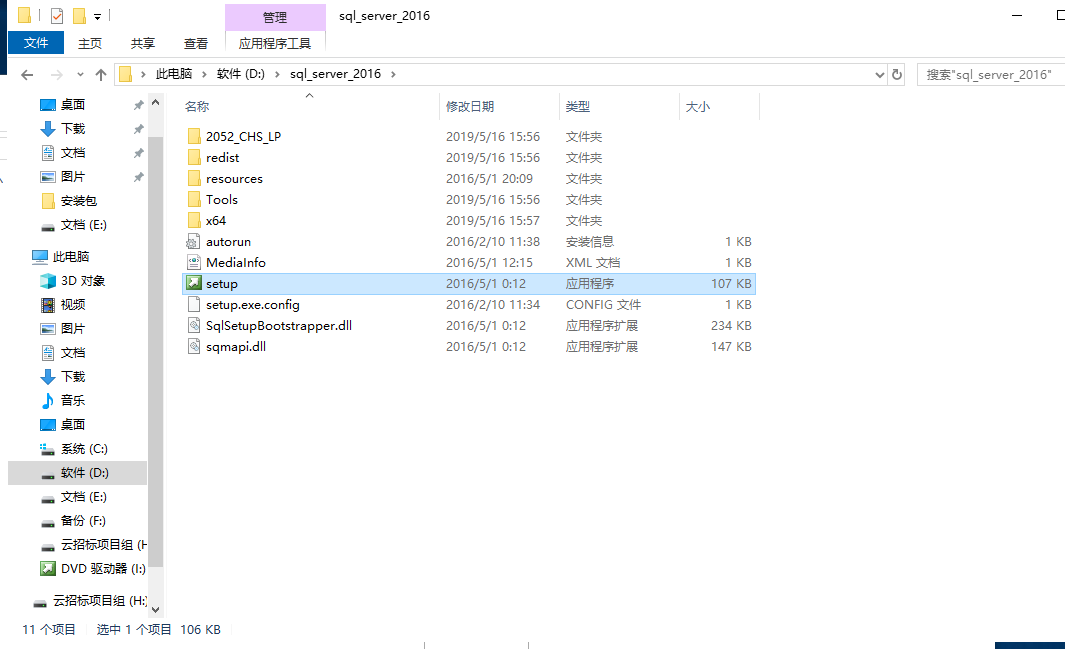 管理 sql_server_2016
文件 主页 共享 查看 应用程序工具
此电脑 软件 (D:) sql_server_2016 搜索"sql_server_2016"
桌面
下载
文档
图片
安装包
文档 (E:)
此电脑
3D 对象
视频
图片
文档
下载
音乐
桌面
系统 (C:)
软件 (D:)
文档 (E:)
备份 (F:)
云招标项目组 (H
DVD 驱动器 (I:)
云招标项目组 (H:)
名称 修改日期 类型 大小
2052_CHS_LP 2019/5/16 15:56 文件夹
redist 2019/5/16 15:56 文件夹
resources 2016/5/1 20:09 文件夹
Tools 2019/5/16 15:56 文件夹
x64 2019/5/16 15:57 文件夹
autorun 2016/2/10 11:38 安装信息 1 KB
MediaInfo 2016/5/1 12:15 XML 文档 1 KB
setup 2016/5/1 0:12 应用程序 107 KB
setup.exe.config 2016/2/10 11:34 CONFIG 文件 1 KB
SqlSetupBootstrapper.dll 2016/5/1 0:12 应用程序扩展 234 KB
sqmapi.dll 2016/5/1 0:12 应用程序扩展 147 KB
11 个项目 选中 1 个项目 106 KB